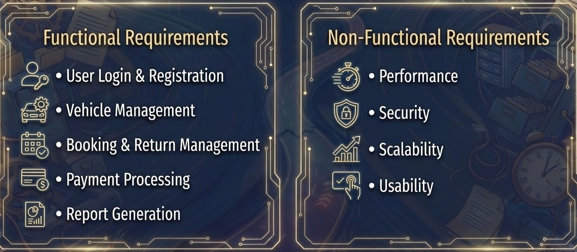 Functional Requirements
• User Login & Registration
• Vehicle Management
• Booking & Return Management
• Payment Processing
• Report Generation
Non-Functional Requirements
• Performance
• Security
• Scalability
• Usability